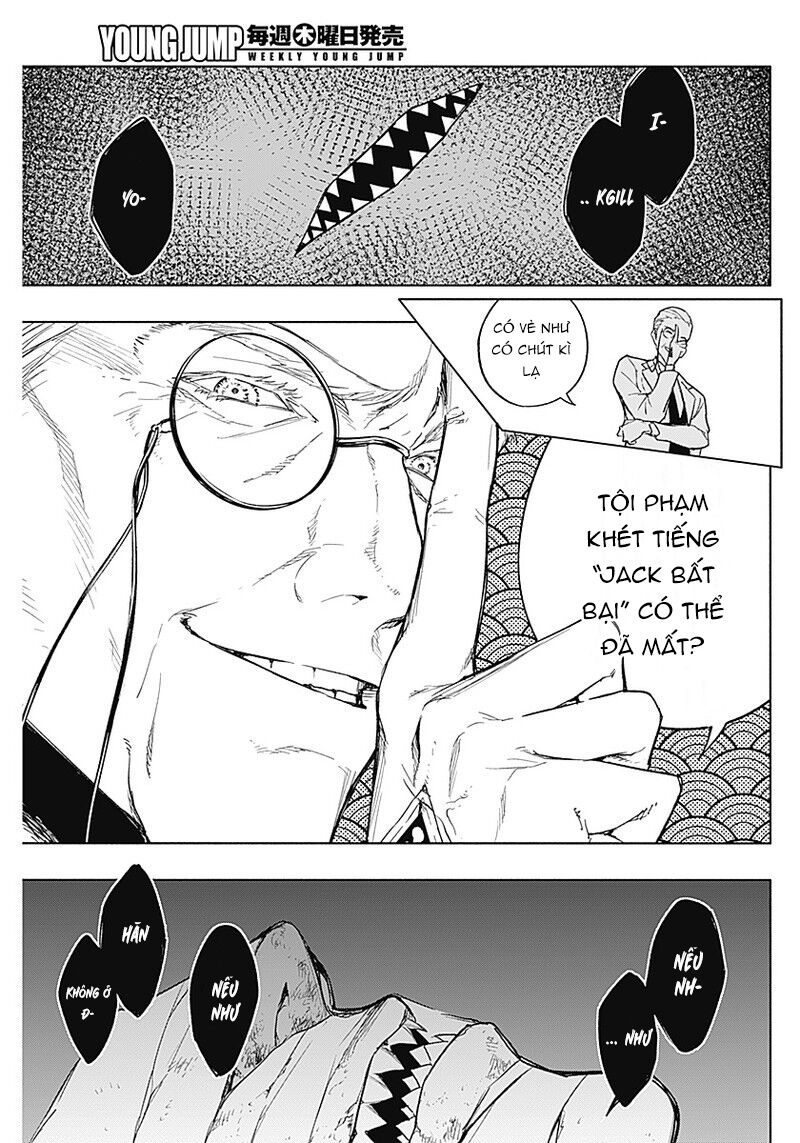 YOUNG JUMP 毎週木曜日発売
WEEKLY YOUNG JUMP
I-
.. KGILL
YO-
CÓ VẺ NHƯ
CÓ CHÚT KÌ
LẠ
TỘI PHẠM
KHÉT TIẾNG
“JACK BẤT
BẠI” CÓ THỂ
ĐÃ MẤT?
NẾU
NH-
... NHƯ
NẾU
NHƯ
HẮN
KHÔNG Ở
Đ-